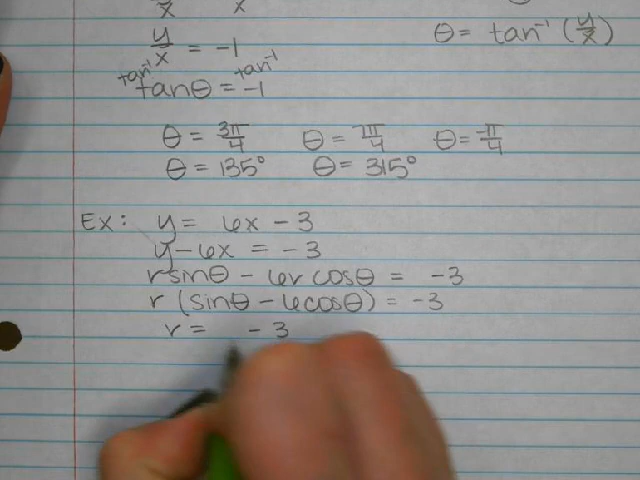 x x
y/x = -1 θ = tan⁻¹ (y/x)
tan⁻¹ tan⁻¹
tanθ = -1
θ = 3π/4 θ = 7π/4 θ = -π/4
θ = 135° θ = 315°
Ex: y = 6x - 3
y - 6x = -3
r sinθ - 6r cosθ = -3
r (sinθ - 6cosθ) = -3
r = -3